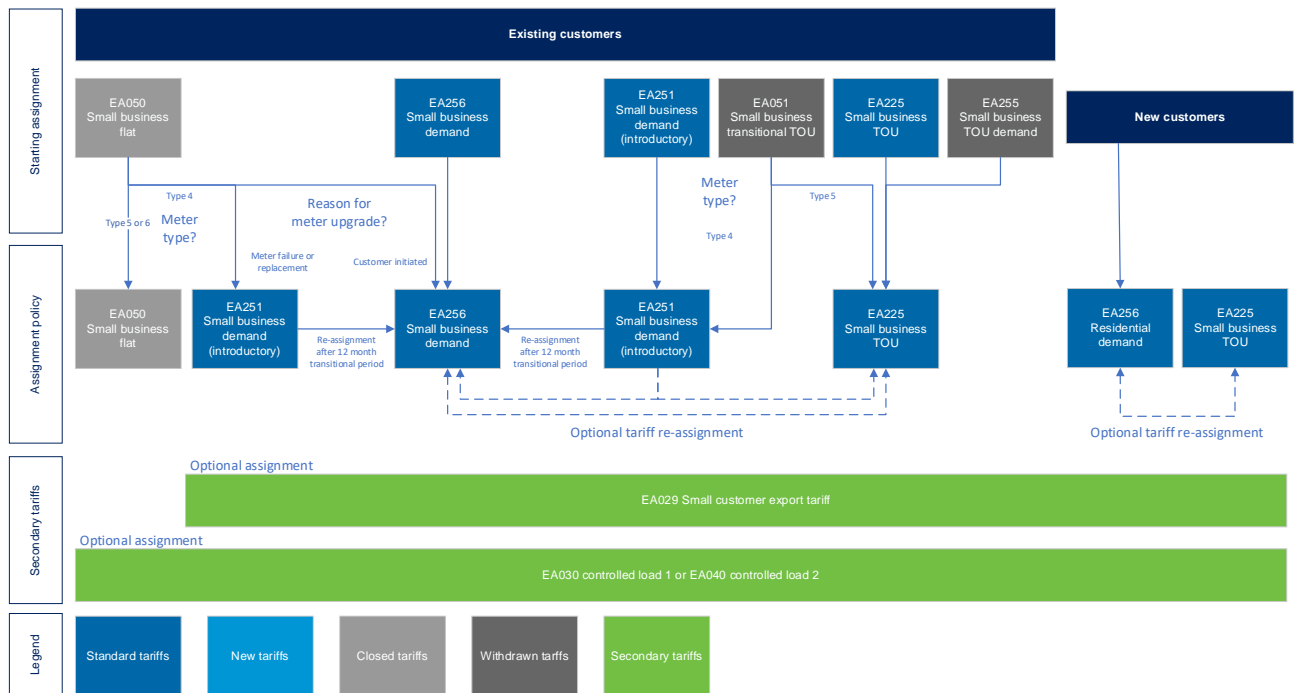 Starting assignment
Existing customers
EA050
Small business
flat
EA256
Small business
demand
EA251
Small business
demand
(introductory)
EA051
Small business
transitional TOU
EA225
Small business
TOU
EA255
Small business
TOU demand
New customers
Type 4
Type 5 or 6
Meter
type?
Reason for
meter upgrade?
Meter failure or
replacement
Customer initiated
Meter
type?
Type 5
Type 4
Assignment policy
EA050
Small business
flat
EA251
Small business
demand
(introductory)
Re-assignment
after 12 month
transitional period
EA256
Small business
demand
Re-assignment
after 12 month
transitional period
EA251
Small business
demand
(introductory)
EA225
Small business
TOU
EA256
Residential
demand
EA225
Small business
TOU
Optional tariff re-assignment
Optional tariff re-assignment
Secondary tariffs
Optional assignment
EA029 Small customer export tariff
Optional assignment
EA030 controlled load 1 or EA040 controlled load 2
Legend
Standard tariffs
New tariffs
Closed tariffs
Withdrawn tarffs
Secondary tariffs